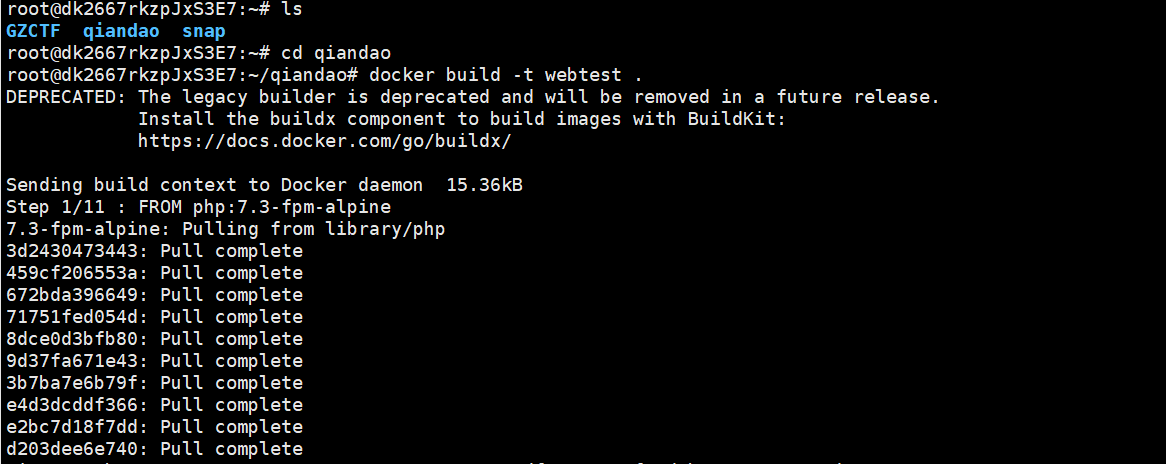 root@dk2667rkzpJxS3E7:~# ls
GZCTF  qiandao  snap
root@dk2667rkzpJxS3E7:~# cd qiandao
root@dk2667rkzpJxS3E7:~/qiandao# docker build -t webtest .
DEPRECATED: The legacy builder is deprecated and will be removed in a future release.
            Install the buildx component to build images with BuildKit:
            https://docs.docker.com/go/buildx/

Sending build context to Docker daemon  15.36kB
Step 1/11 : FROM php:7.3-fpm-alpine
7.3-fpm-alpine: Pulling from library/php
3d2430473443: Pull complete
459cf206553a: Pull complete
672bda396649: Pull complete
71751fed054d: Pull complete
8dce0d3bfb80: Pull complete
9d37fa671e43: Pull complete
3b7ba7e6b79f: Pull complete
e4d3dcddf366: Pull complete
e2bc7d18f7dd: Pull complete
d203dee6e740: Pull complete